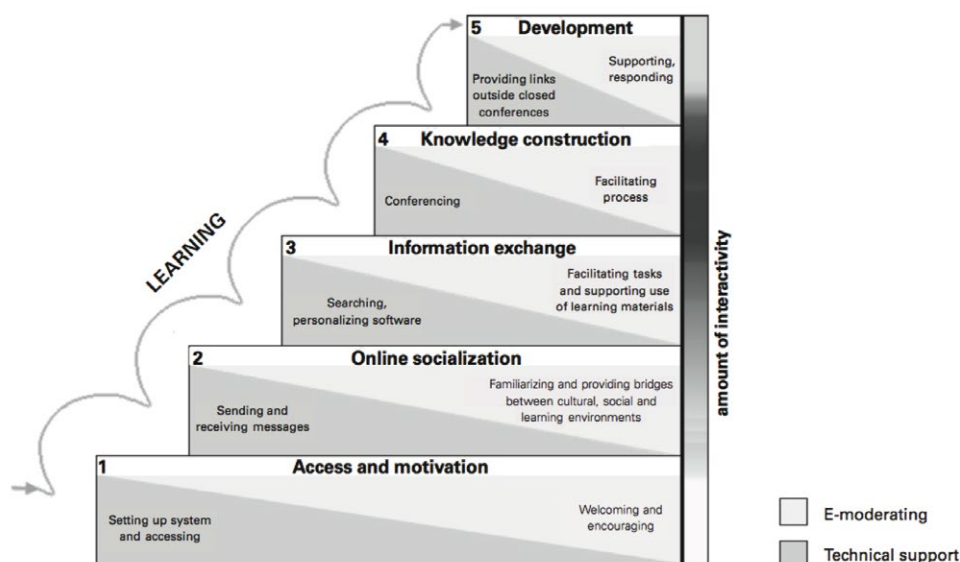 5 Development
Supporting,
responding
Providing links
outside closed
conferences
4 Knowledge construction
Facilitating
process
Conferencing
LEARNING
3 Information exchange
Facilitating tasks
and supporting use
of learning materials
Searching,
personalizing software
2 Online socialization
Familiarizing and providing bridges
between cultural, social and
learning environments
Sending and
receiving messages
1 Access and motivation
Welcoming and
encouraging
Setting up system
and accessing
amount of interactivity
E-moderating
Technical support